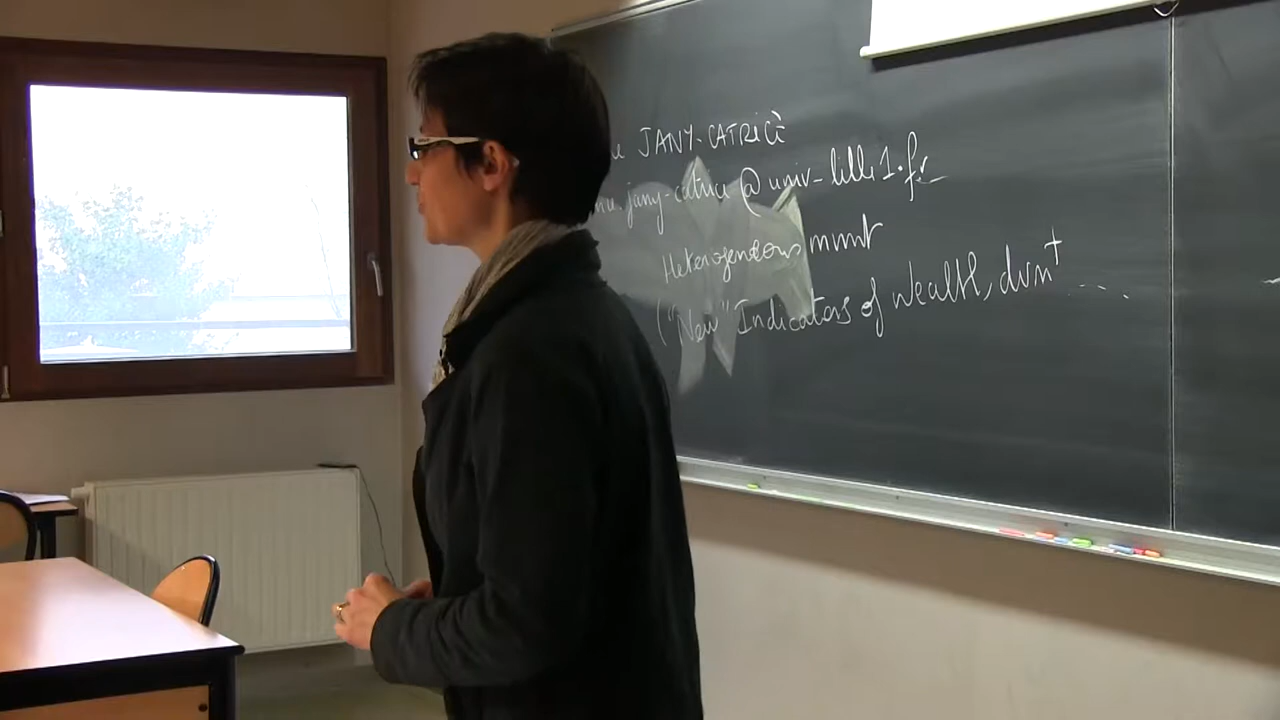 JANY-CATRICE
jany-catrice@univ-lille1.fr
Heterogeneous mvmt
("New" Indicators of wealth, dvmt ....